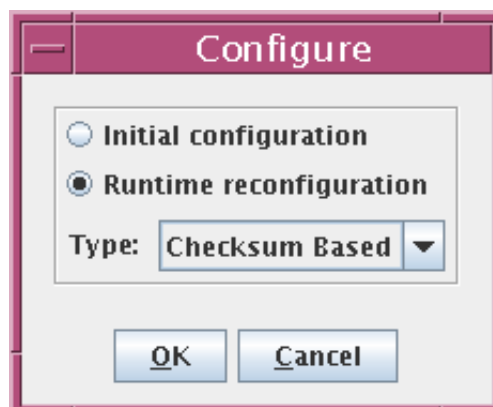 Configure
Initial configuration
Runtime reconfiguration
Type: Checksum Based
OK Cancel